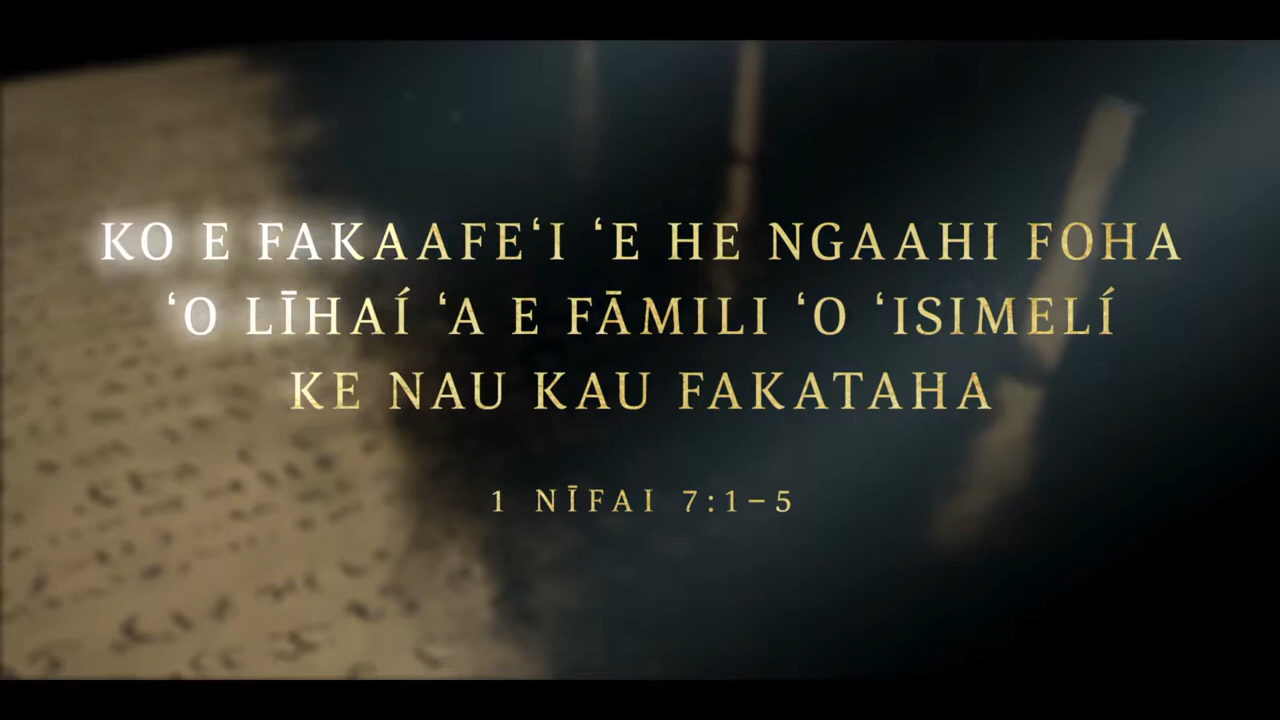 KO E FAKAAFEʻI ʻE HE NGAAHI FOHA
ʻO LĪHAÍ ʻA E FĀMILI ʻO ʻISIMELÍ
KE NAU KAU FAKATAHA
1 NĪFAI 7:1–5